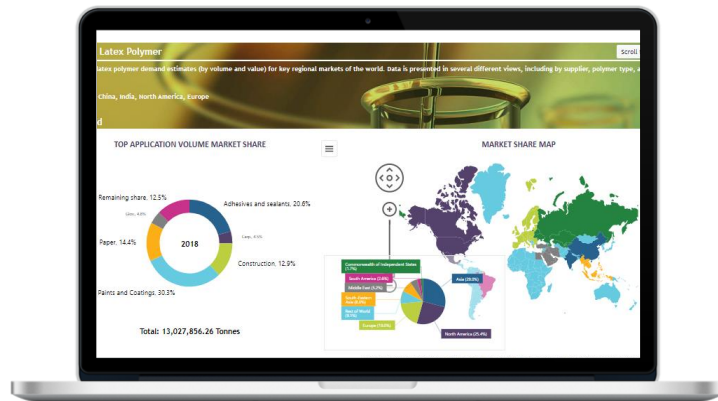 Latex Polymer
Scroll
latex polymer demand estimates (by volume and value) for key regional markets of the world. Data is presented in several different views, including by supplier, polymer type, a
China, India, North America, Europe
d
TOP APPLICATION VOLUME MARKET SHARE
MARKET SHARE MAP
Remaining share, 12.3%
Adhesives and sealants, 20.6%
Paper, 14.4%
2018
Construction, 12.9%
Paints and Coatings, 30.3%
Total: 13,027,856.26 Tonnes
Commonwealth of Independent States
South America
Middle East
Asia
Rest of World
Europe
North America (25.4%)